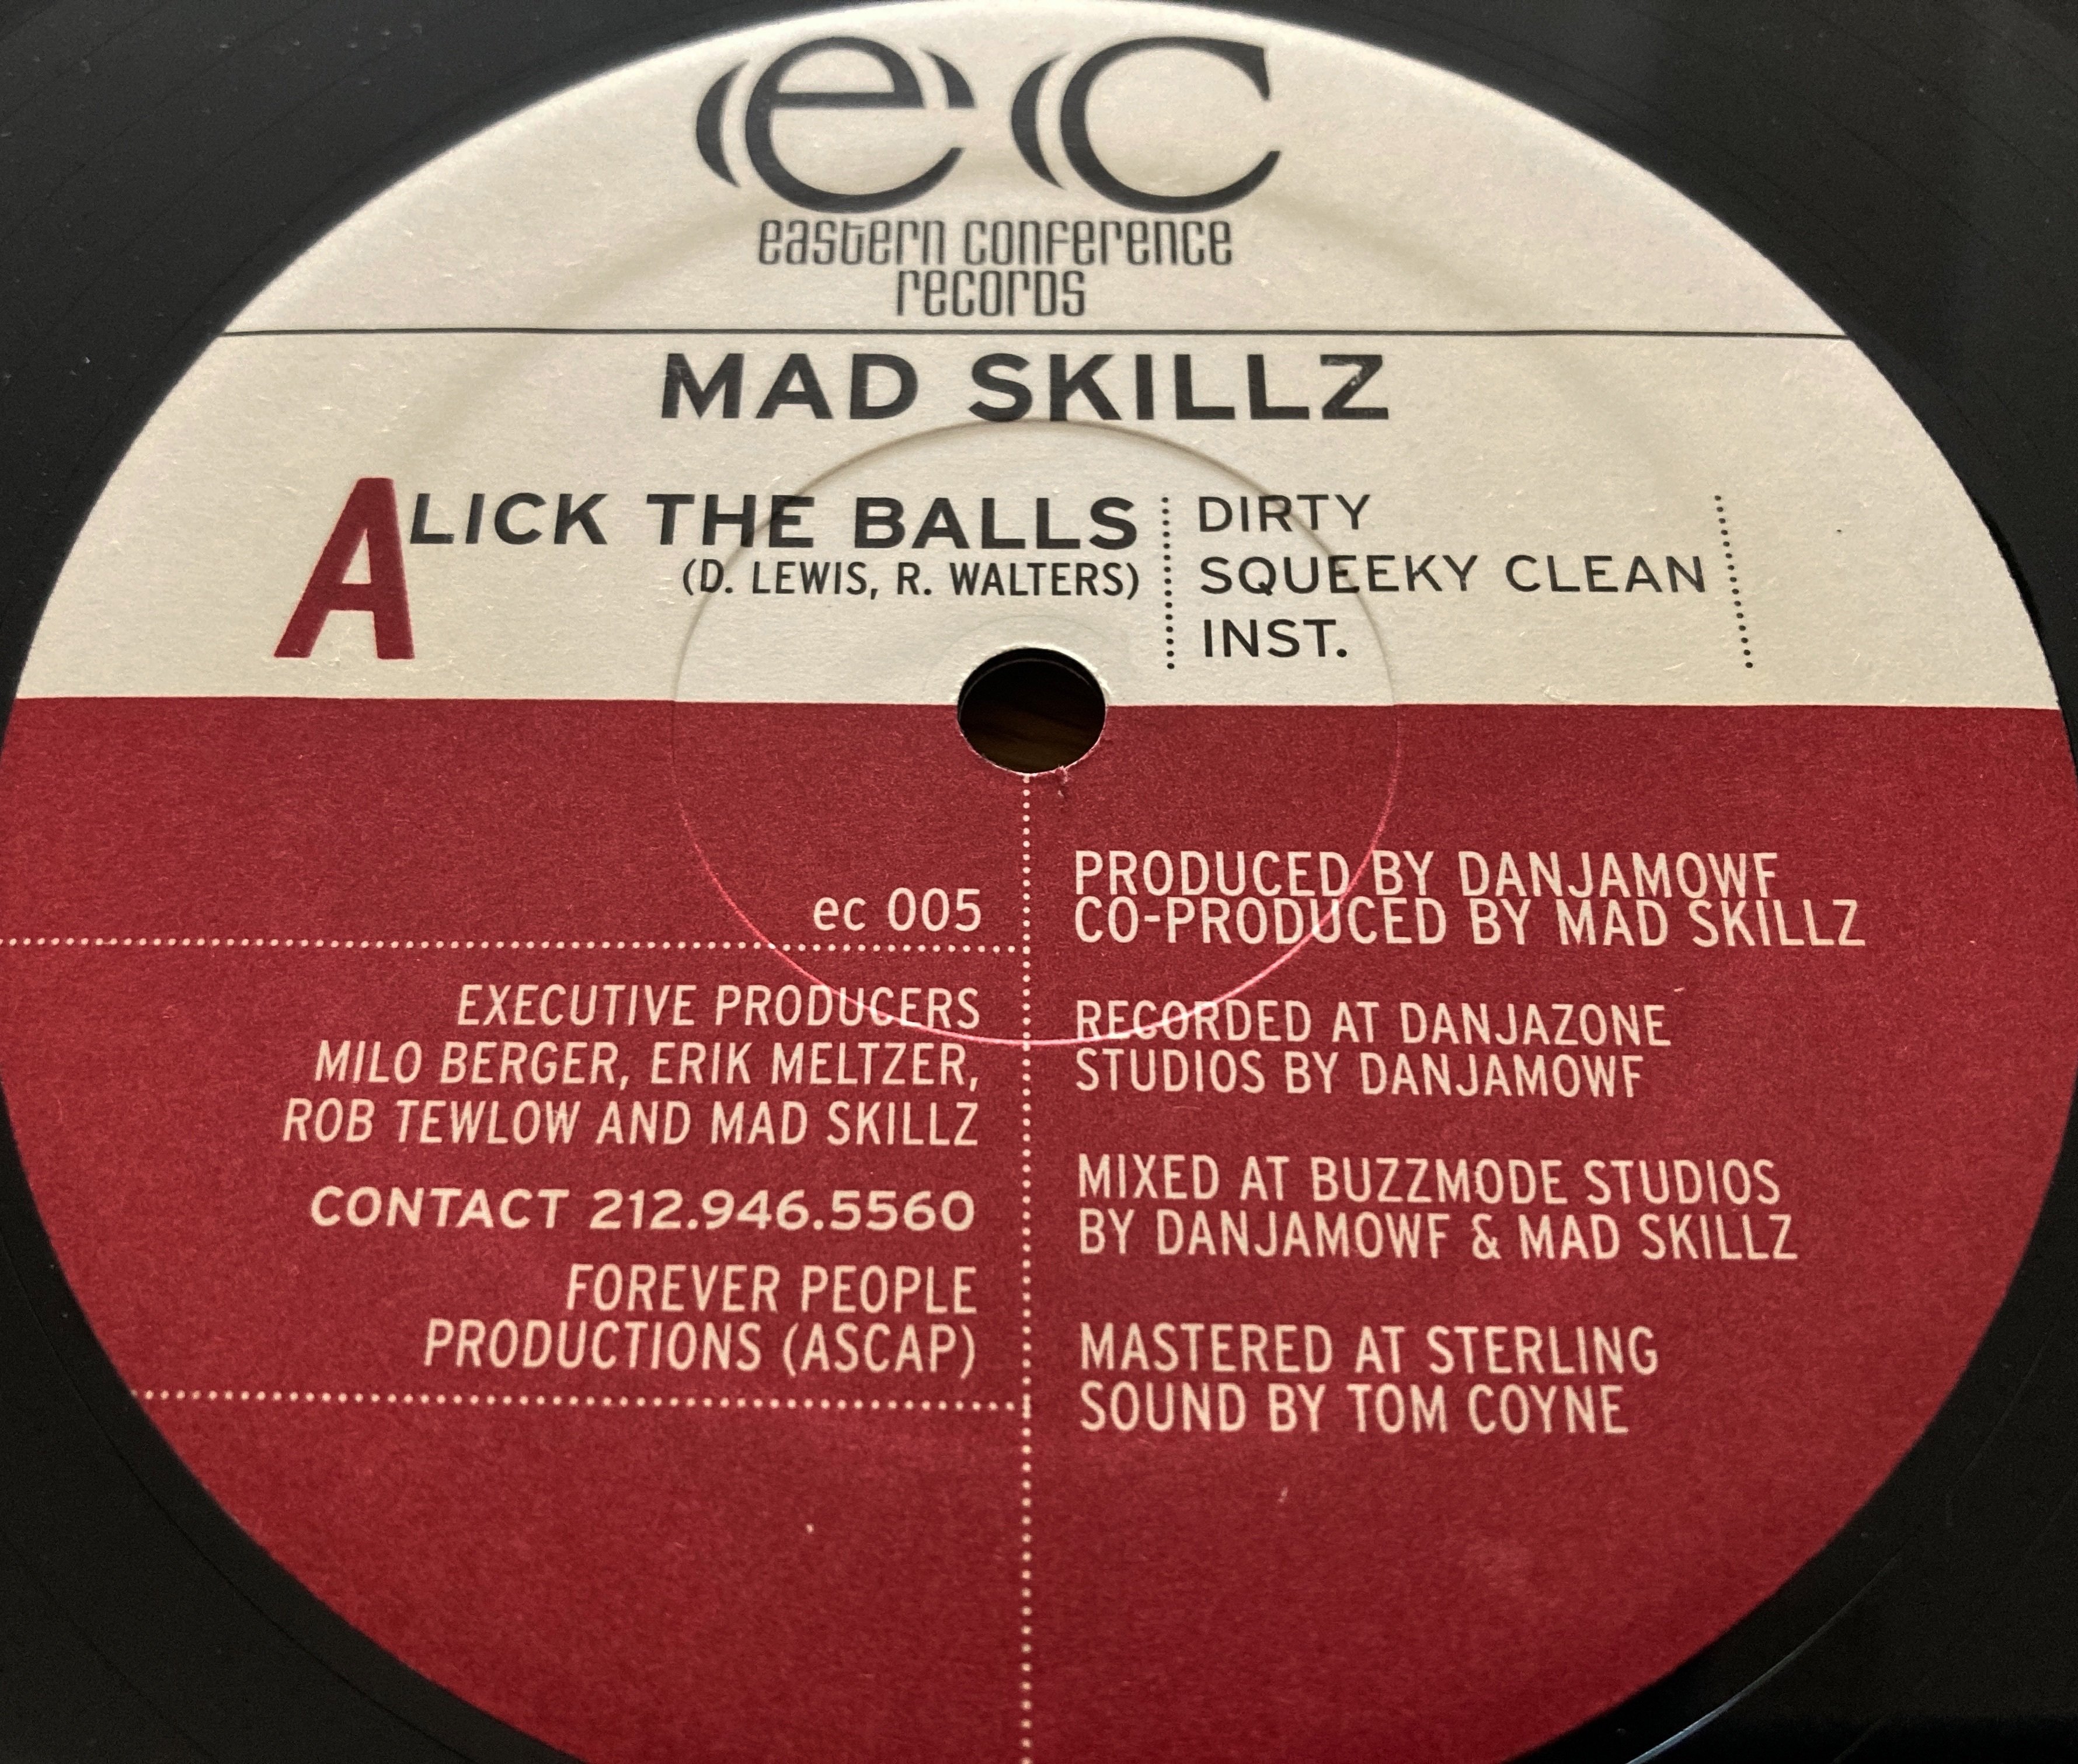 ec
eastern conference
records
MAD SKILLZ
A
LICK THE BALLS
(D. LEWIS, R. WALTERS)
DIRTY
SQUEEKY CLEAN
INST.
ec 005
EXECUTIVE PRODUCERS
MILO BERGER, ERIK MELTZER,
ROB TEWLOW AND MAD SKILLZ
CONTACT 212.946.5560
FOREVER PEOPLE
PRODUCTIONS (ASCAP)
PRODUCED BY DANJAMOWF
CO-PRODUCED BY MAD SKILLZ
RECORDED AT DANJAZONE
STUDIOS BY DANJAMOWF
MIXED AT BUZZMODE STUDIOS
BY DANJAMOWF & MAD SKILLZ
MASTERED AT STERLING
SOUND BY TOM COYNE